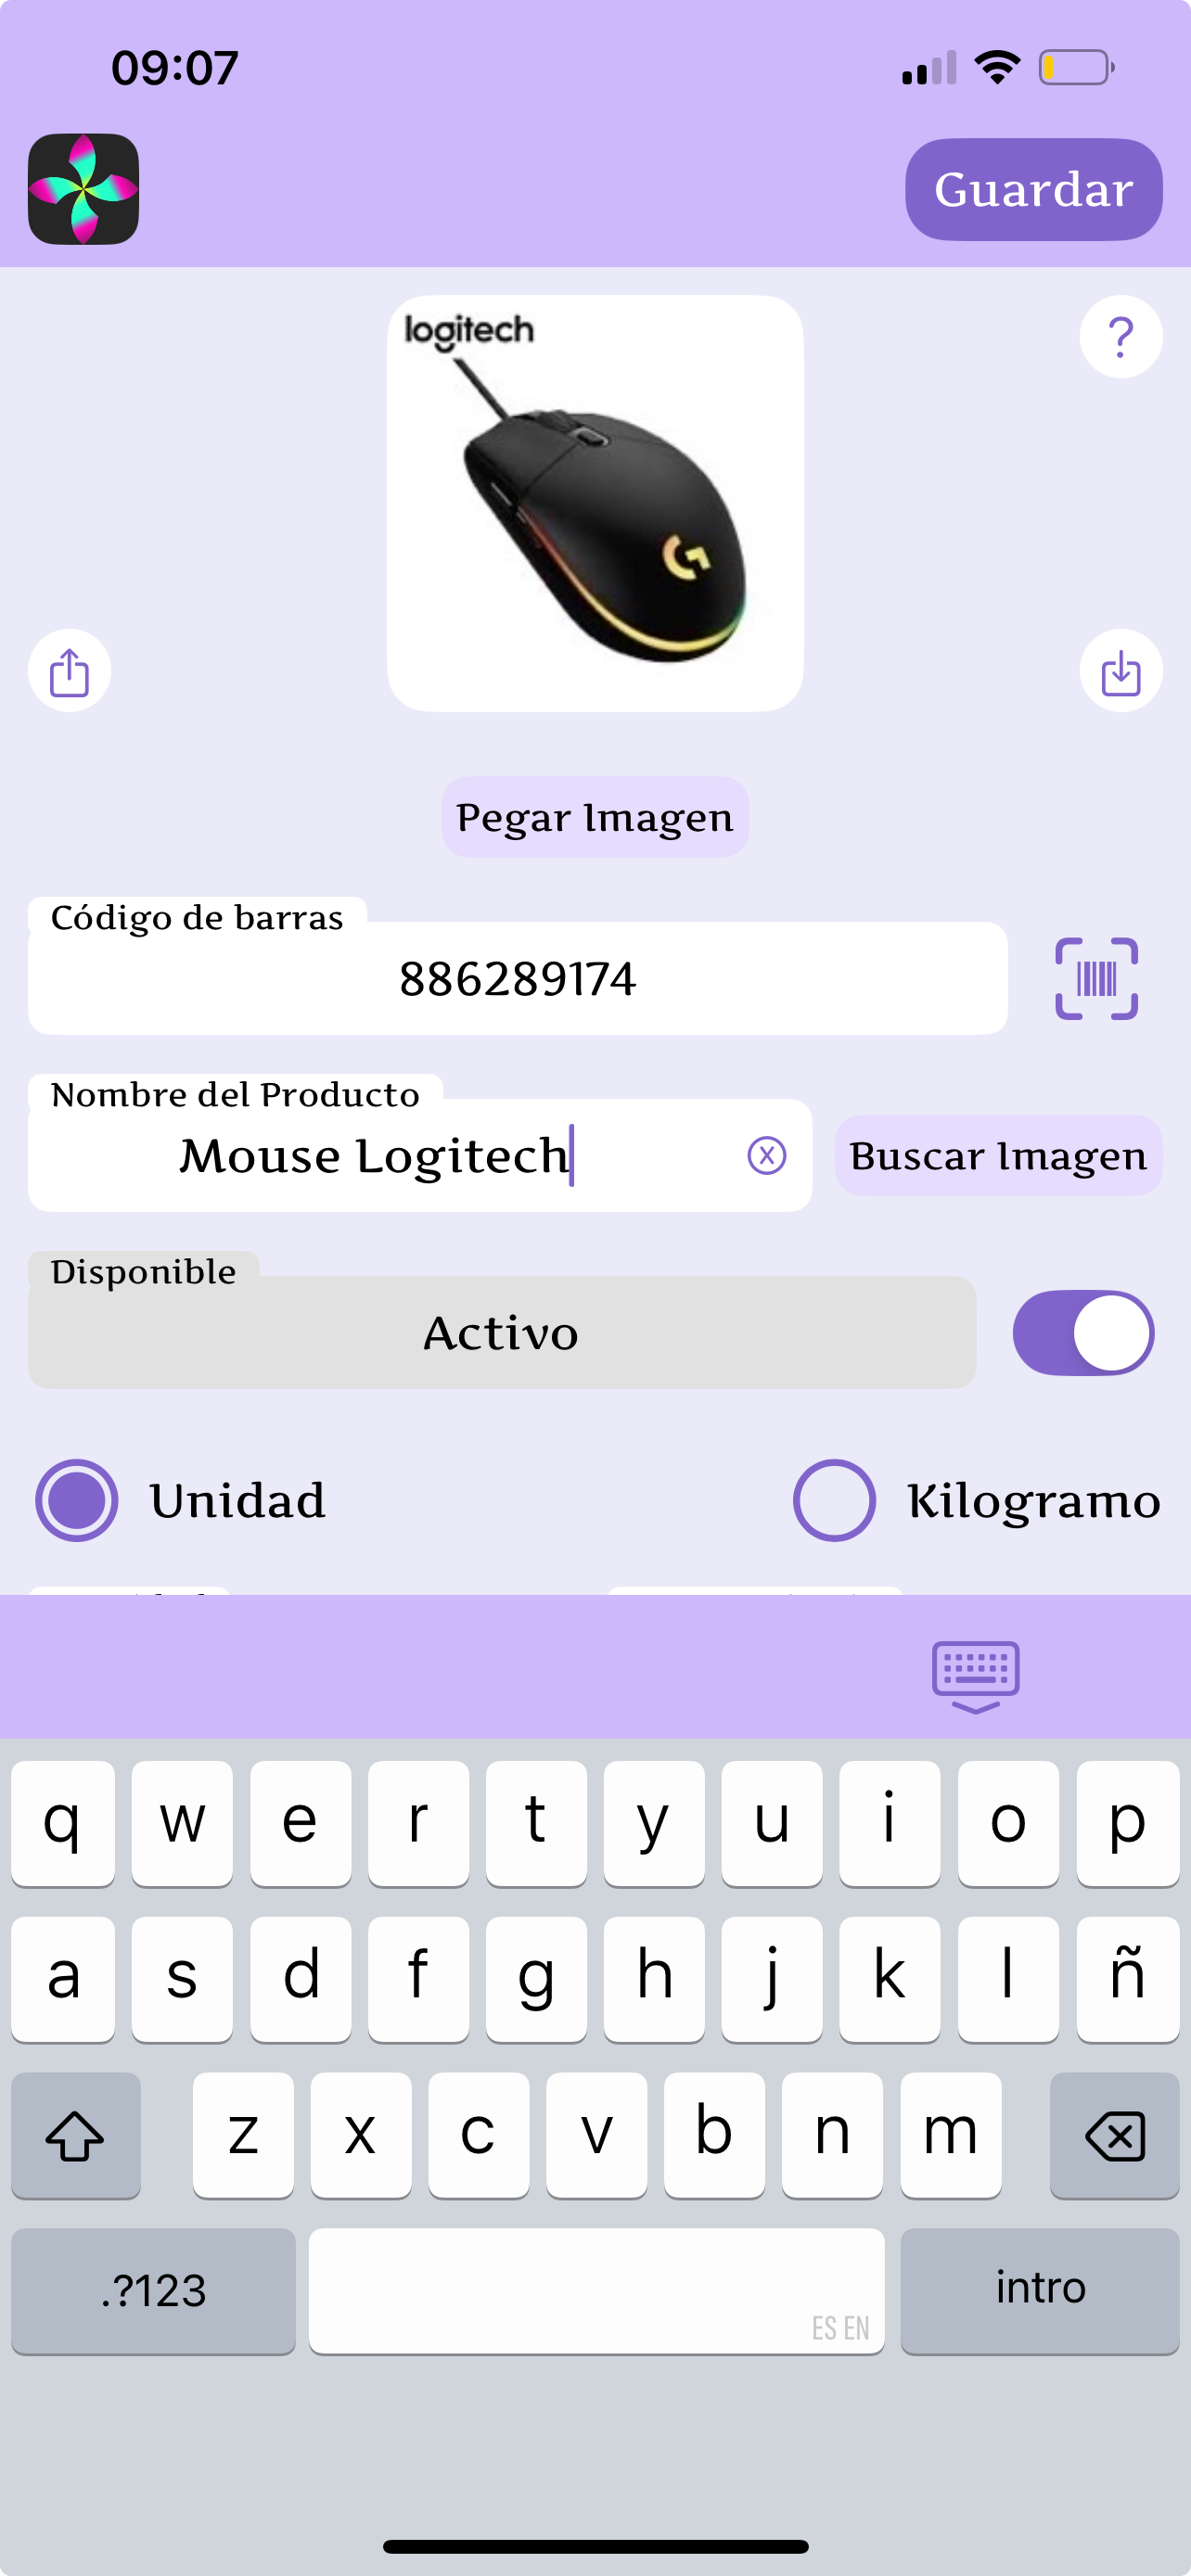 09:07
Guardar
logitech
?
Pegar Imagen
Código de barras
886289174
Nombre del Producto
Mouse Logitech
Buscar Imagen
Disponible
Activo
Unidad
Kilogramo
q w e r t y u i o p
a s d f g h j k l ñ
z x c v b n m
.?123
ES EN
intro